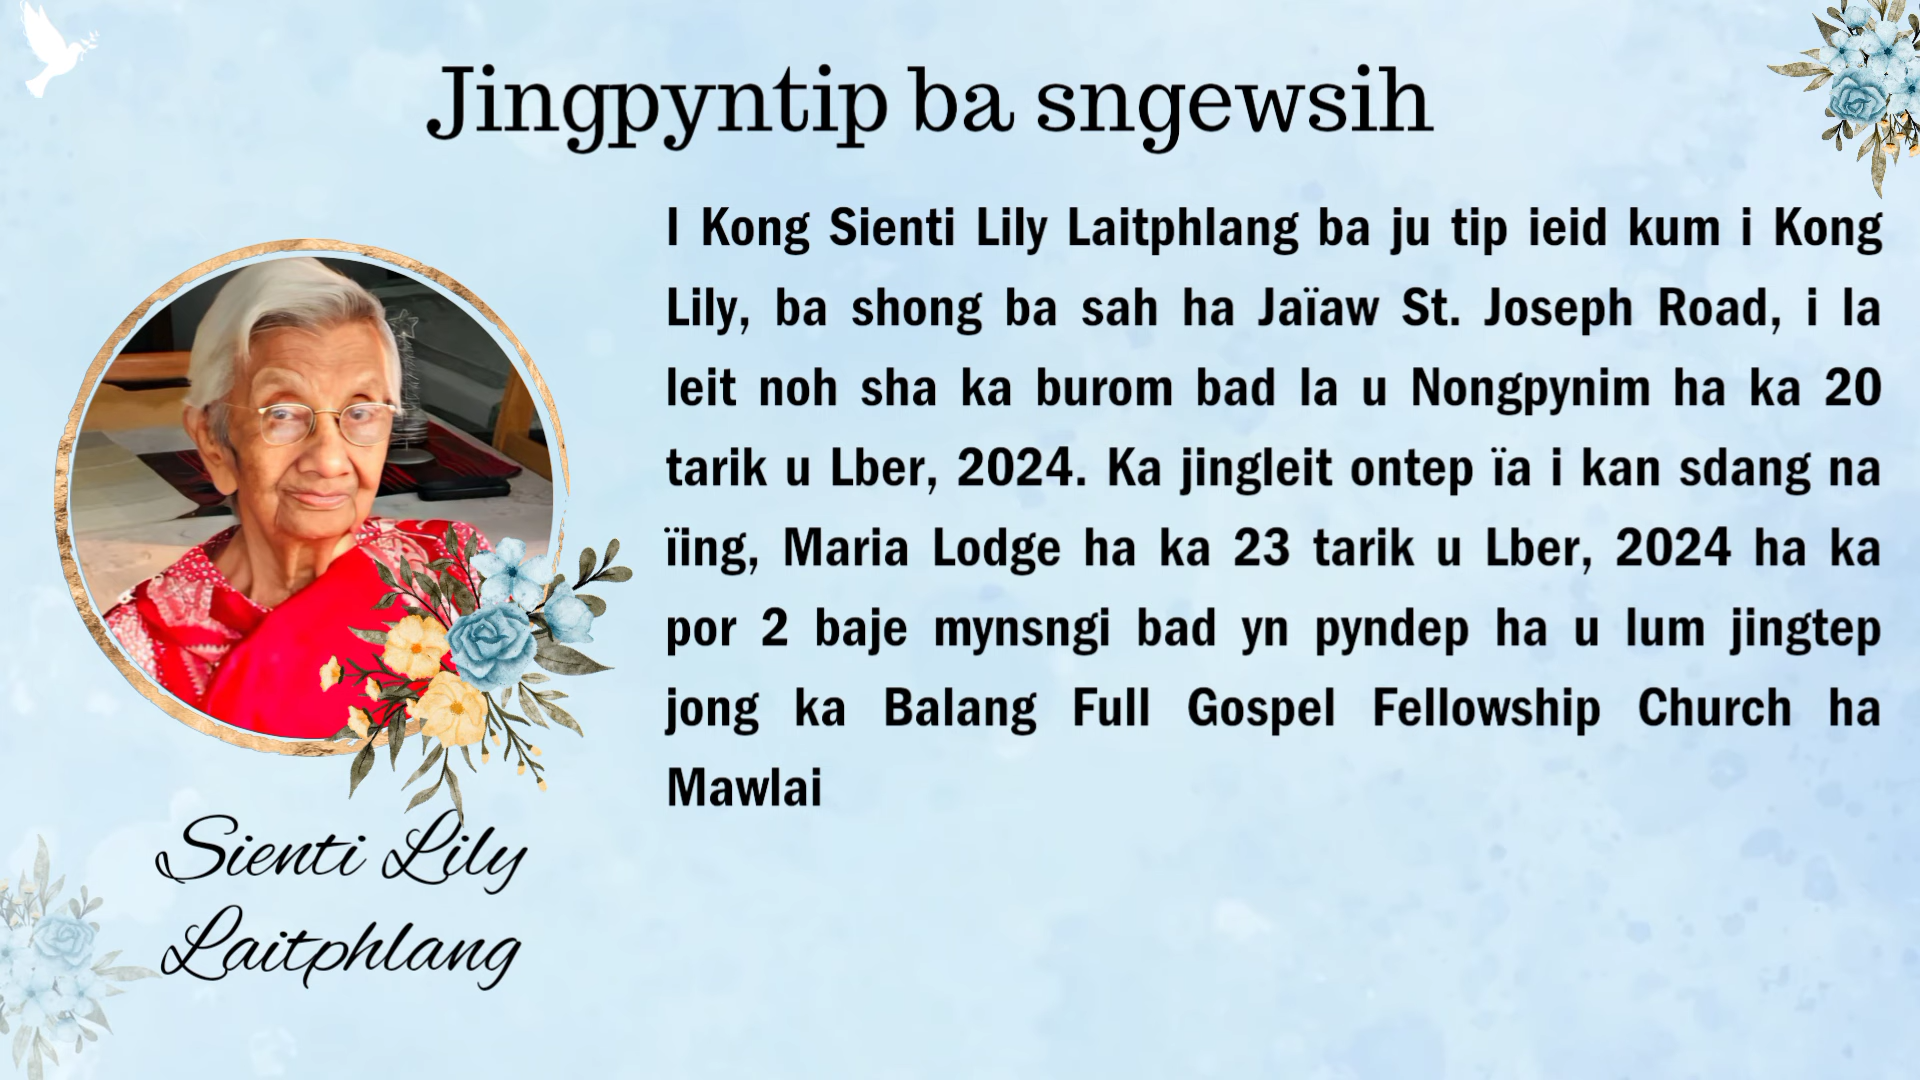 Jingpyntip ba sngewsih
I Kong Sienti Lily Laitphlang ba ju tip ieid kum i Kong
Lily, ba shong ba sah ha Jaïaw St. Joseph Road, i la
leit noh sha ka burom bad la u Nongpynim ha ka 20
tarik u Lber, 2024. Ka jingleit ontep ïa i kan sdang na
ïing, Maria Lodge ha ka 23 tarik u Lber, 2024 ha ka
por 2 baje mynsngi bad yn pyndep ha u lum jingtep
jong ka Balang Full Gospel Fellowship Church ha
Mawlai
Sienti Lily
Laitphlang